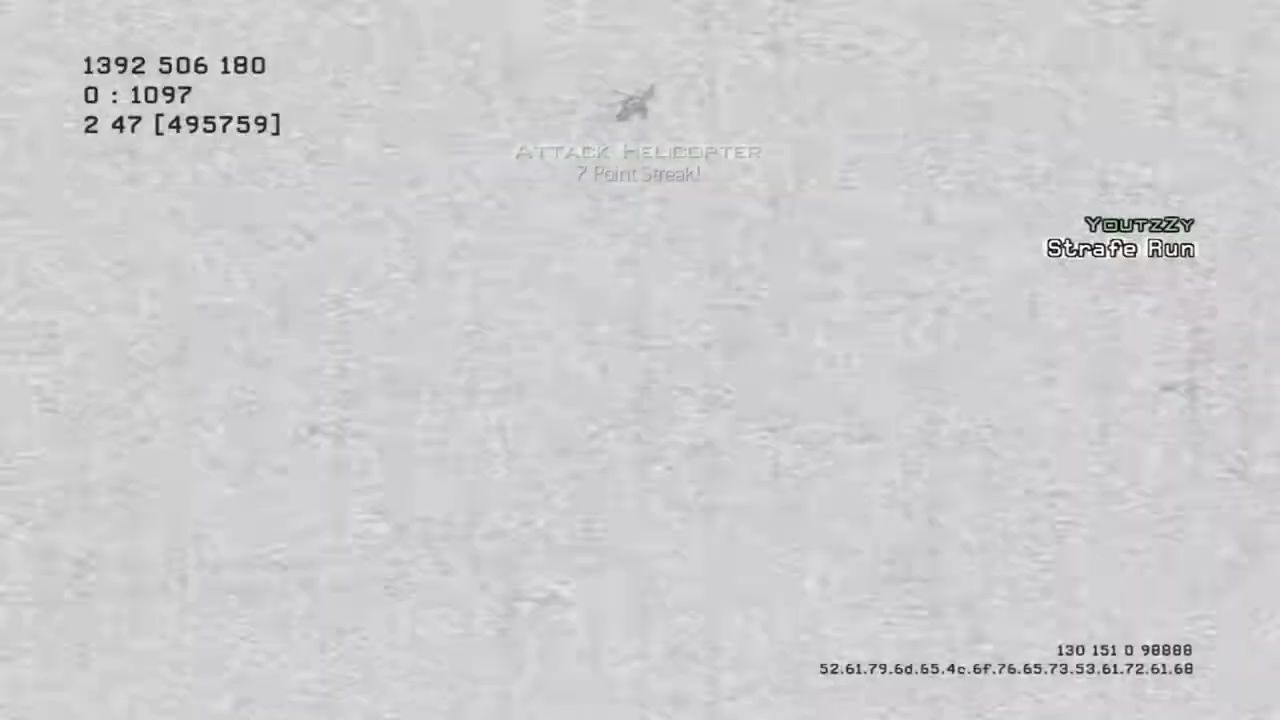 1392 506 180
0 : 1097
2 47 [495759]
Attack Helicopter
7 Point Streak!
YoutzZy
Strafe Run
130 151 0 98888
52.61.79.6d.65.4c.6f.76.65.73.53.61.72.61.68